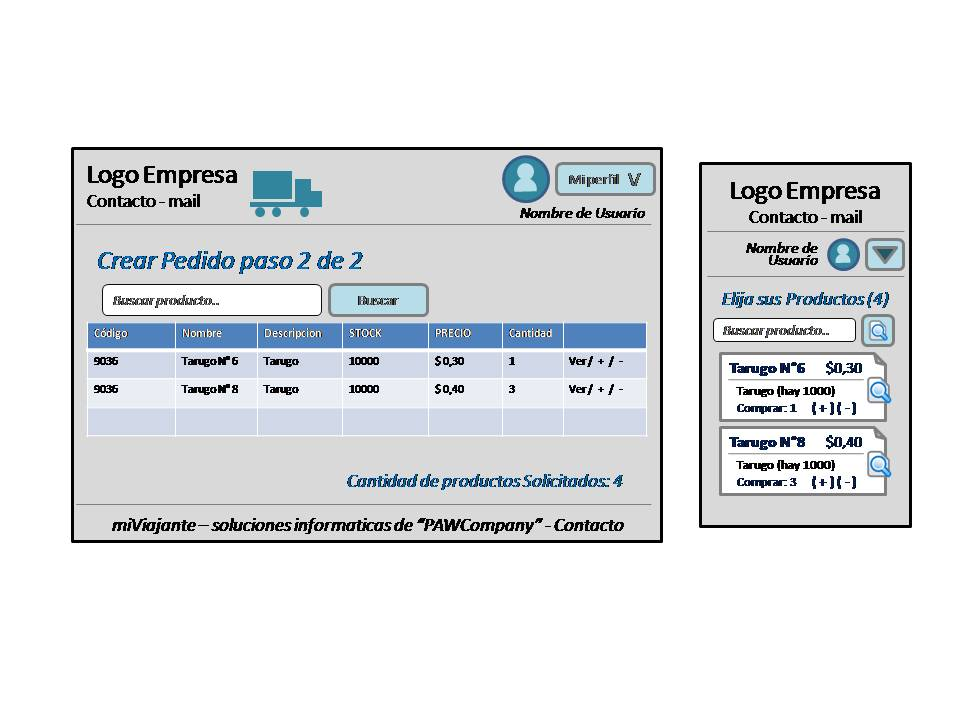 Logo Empresa
Contacto - mail
Mi perfil V
Nombre de Usuario
Crear Pedido paso 2 de 2
Buscar producto... Buscar
Código Nombre Descripcion STOCK PRECIO Cantidad
9036 Tarugo N° 6 Tarugo 10000 $ 0,30 1 Ver / + / -
9036 Tarugo N° 8 Tarugo 10000 $ 0,40 3 Ver / + / -
Cantidad de productos Solicitados: 4
miViajante – soluciones informaticas de “PAWCompany” - Contacto
Logo Empresa
Contacto - mail
Nombre de
Usuario
Elija sus Productos (4)
Buscar producto...
Tarugo N°6 $0,30
Tarugo (hay 1000)
Comprar: 1 ( + ) ( - )
Tarugo N°8 $0,40
Tarugo (hay 1000)
Comprar: 3 ( + ) ( - )